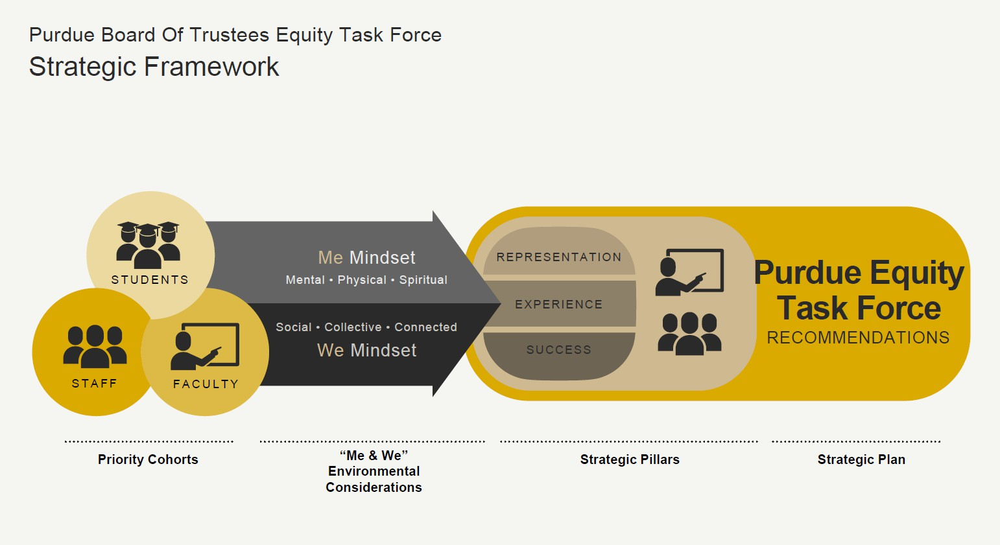 Purdue Board Of Trustees Equity Task Force
Strategic Framework
STUDENTS
STAFF
FACULTY
Me Mindset
Mental • Physical • Spiritual
Social • Collective • Connected
We Mindset
REPRESENTATION
EXPERIENCE
SUCCESS
Purdue Equity
Task Force
RECOMMENDATIONS
Priority Cohorts
“Me & We”
Environmental
Considerations
Strategic Pillars
Strategic Plan